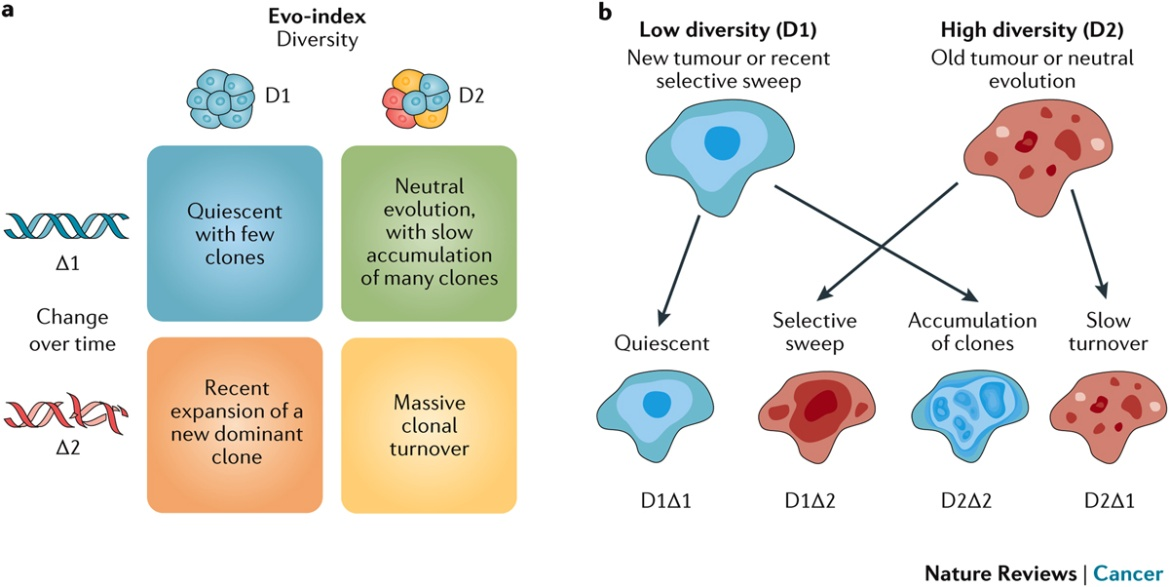 a
Evo-index
Diversity
D1
D2
Δ1
Change
over time
Δ2
Quiescent
with few
clones
Neutral
evolution,
with slow
accumulation
of many clones
Recent
expansion of a
new dominant
clone
Massive
clonal
turnover
b
Low diversity (D1)
New tumour or recent
selective sweep
High diversity (D2)
Old tumour or neutral
evolution
Quiescent
Selective
sweep
Accumulation
of clones
Slow
turnover
D1Δ1
D1Δ2
D2Δ2
D2Δ1
Nature Reviews | Cancer